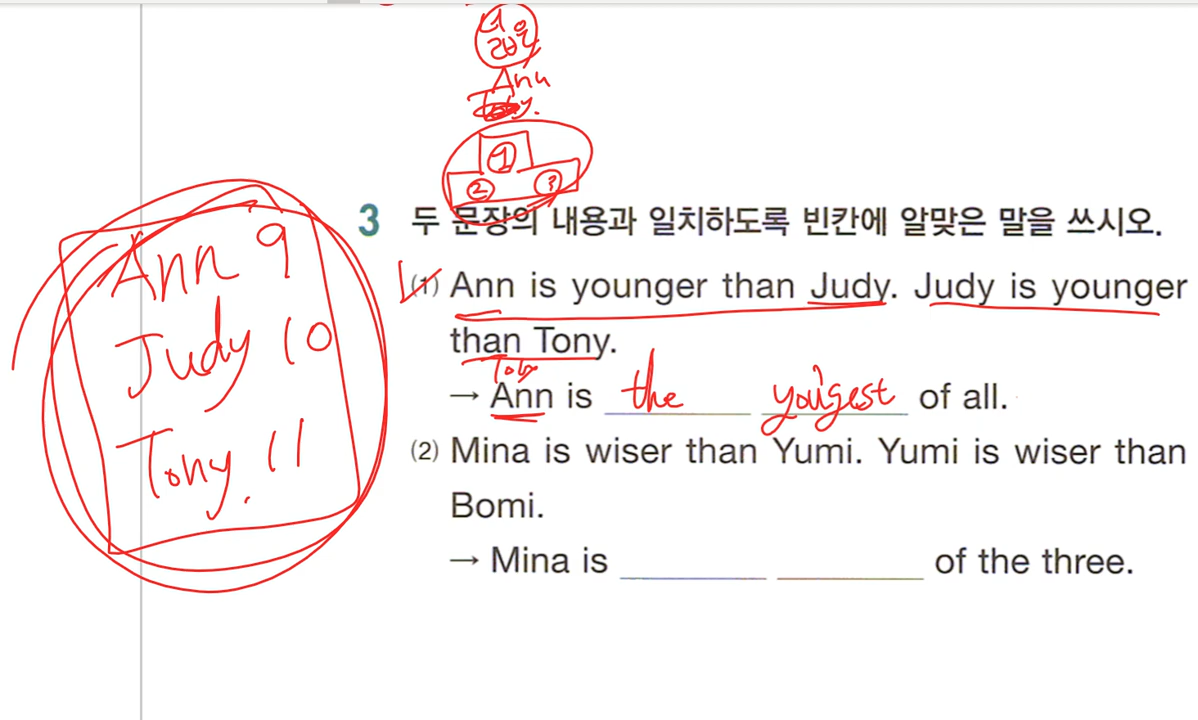 Ann
① 
② ③
3 두 문장의 내용과 일치하도록 빈칸에 알맞은 말을 쓰시오.
(1) Ann is younger than Judy. Judy is younger
than Tony.
→ Ann is the yougest of all.
(2) Mina is wiser than Yumi. Yumi is wiser than
Bomi.
→ Mina is of the three.
Ann 9
Judy 10
Tony 11